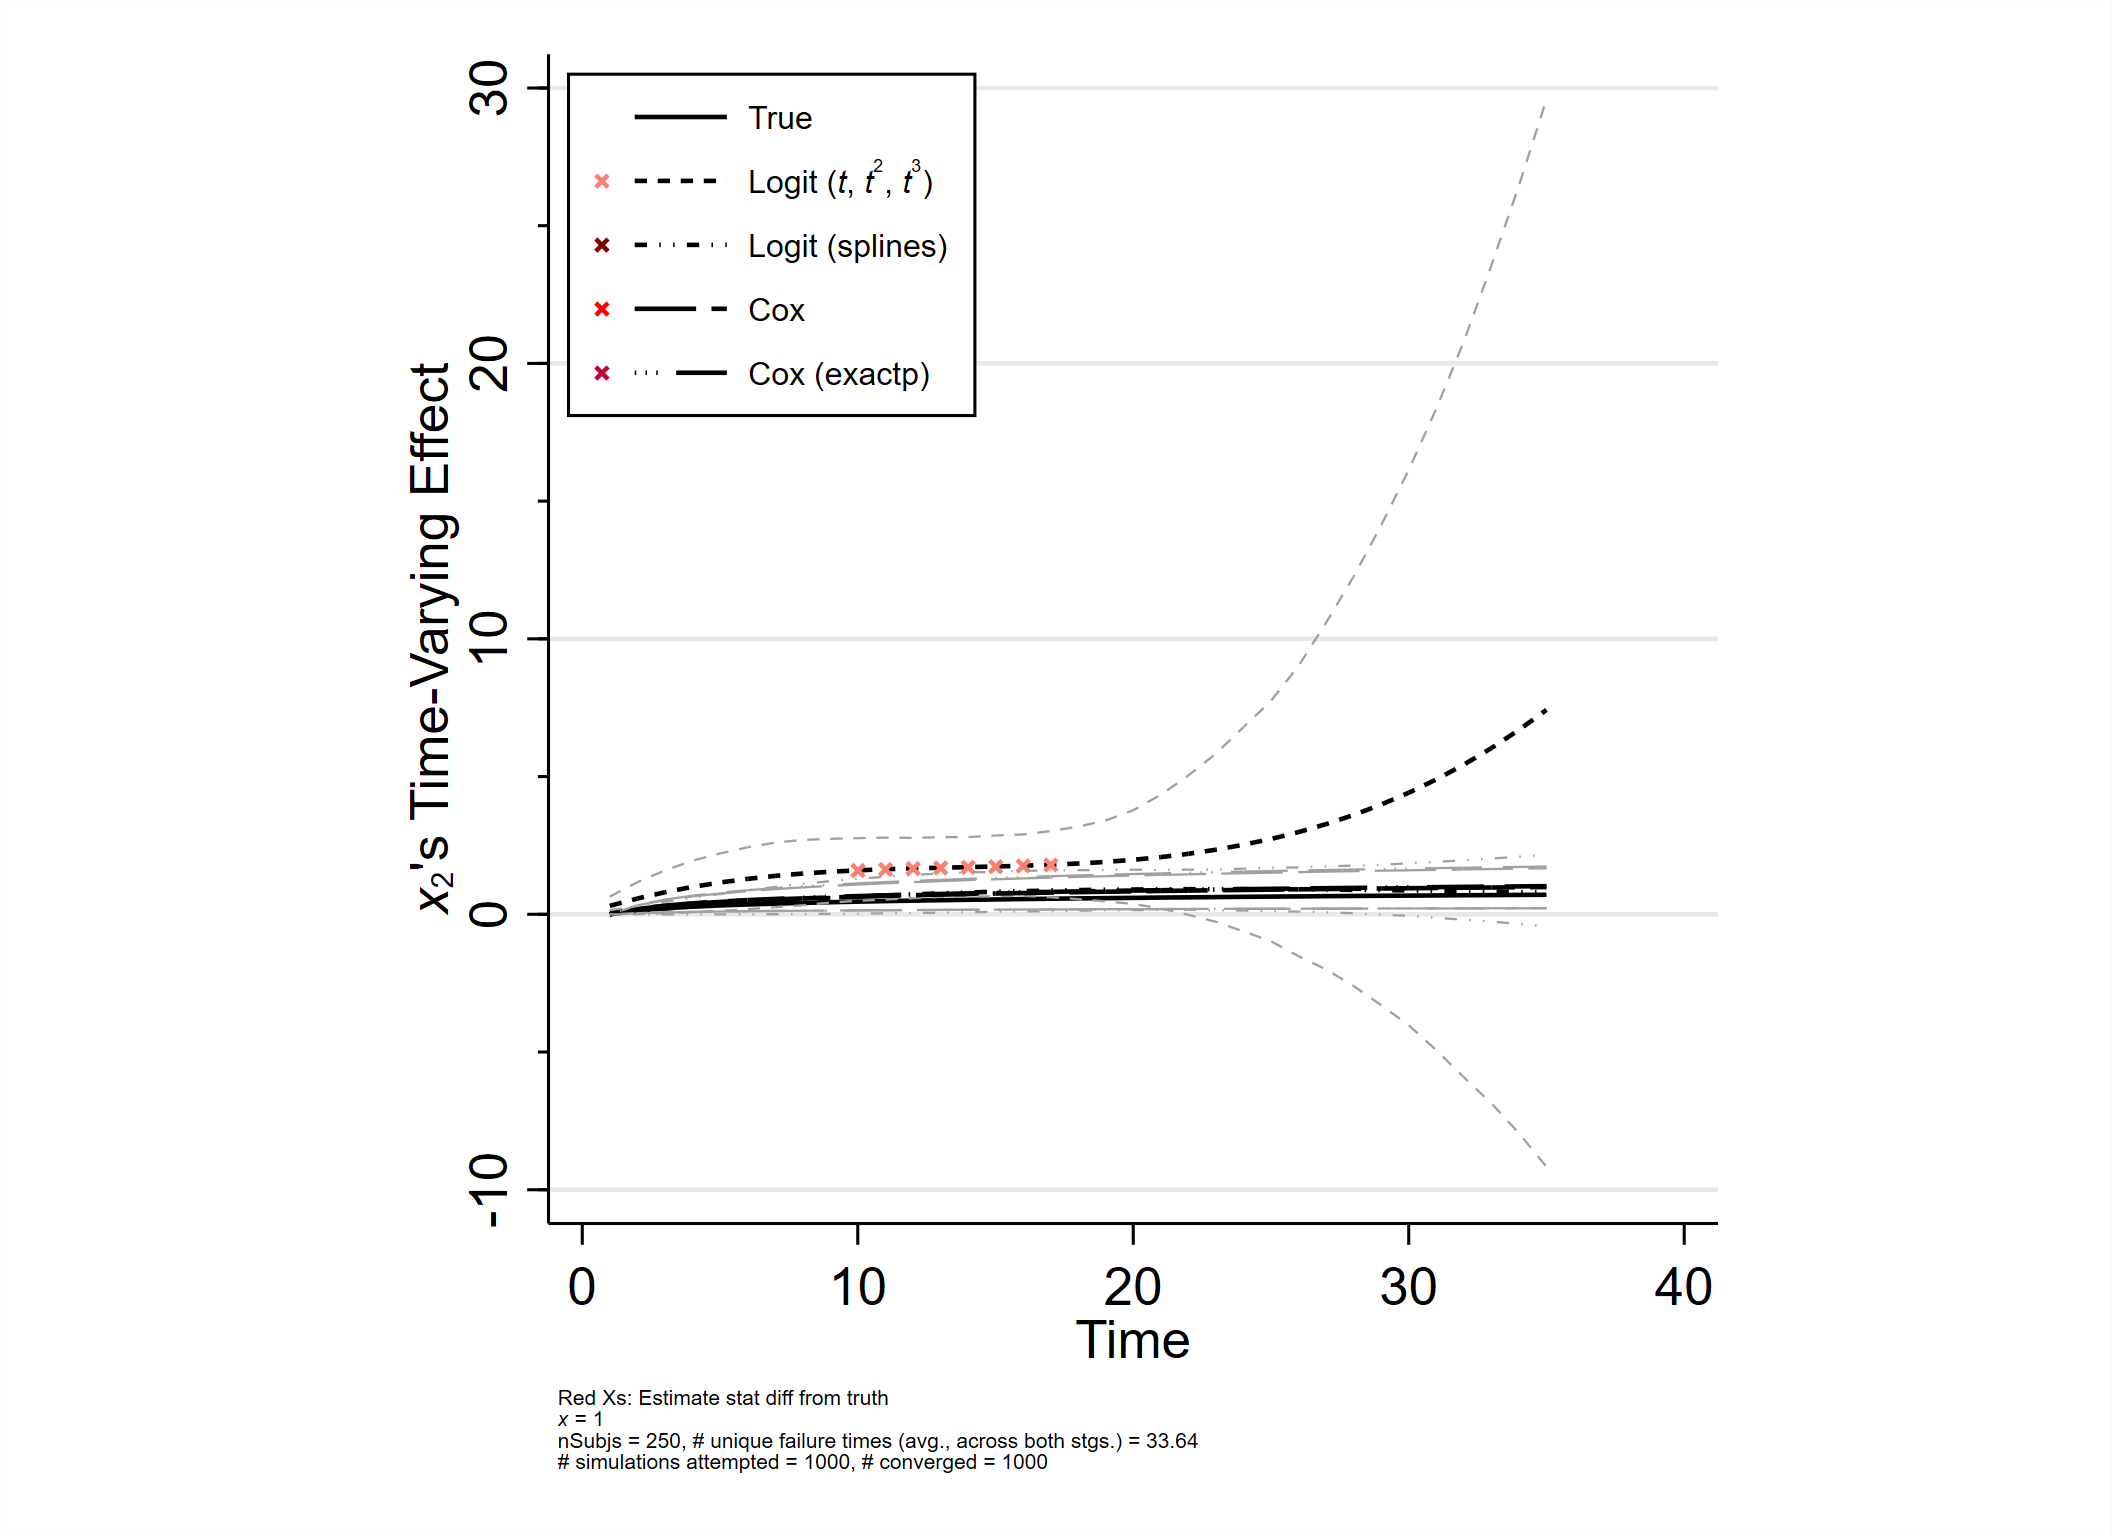 30
20
10
0
-10
x₂'s Time-Varying Effect
True
Logit (t, t², t³)
Logit (splines)
Cox
Cox (exactp)
0 10 20 30 40
Time
Red Xs: Estimate stat diff from truth
x = 1
nSubjs = 250, # unique failure times (avg., across both stgs.) = 33.64
# simulations attempted = 1000, # converged = 1000